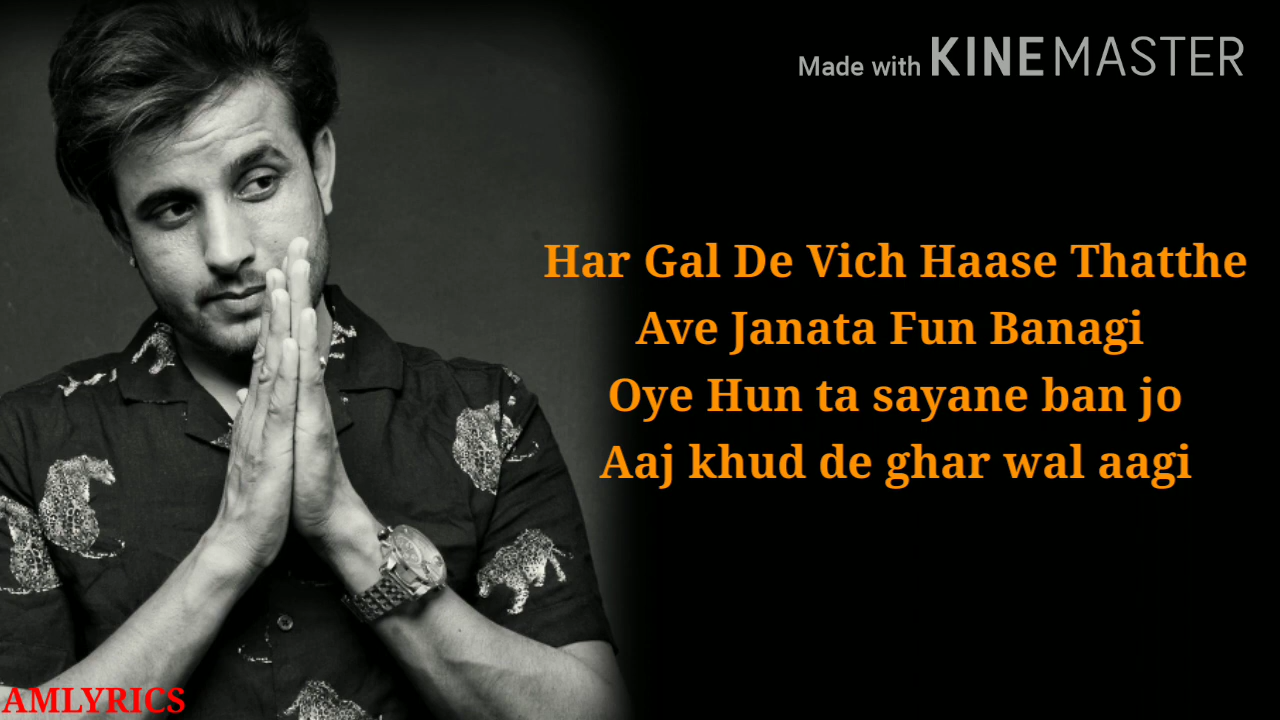 Made with KINEMASTER
Har Gal De Vich Haase Thatthe
Ave Janata Fun Banagi
Oye Hun ta sayane ban jo
Aaj khud de ghar wal aagi
AMLYRICS